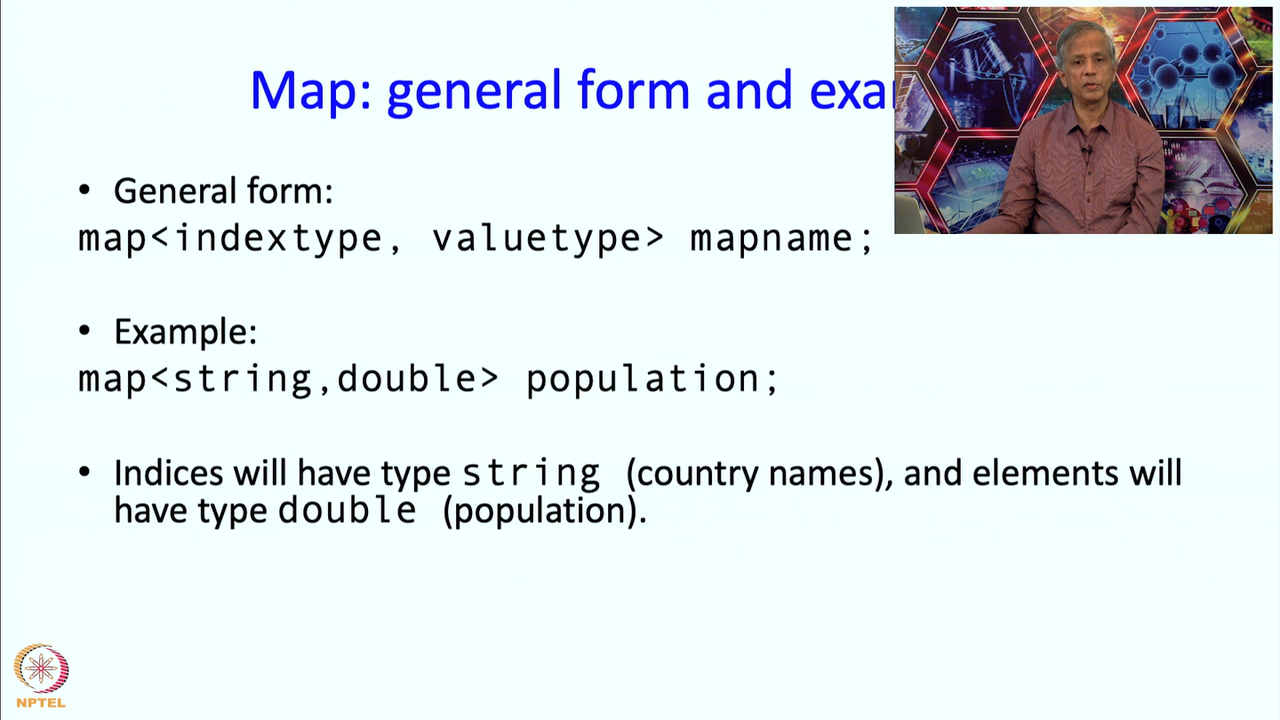 Map: general form and exa
• General form:
map<indextype, valuetype> mapname;
• Example:
map<string,double> population;
• Indices will have type string (country names), and elements will
have type double (population).
NPTEL